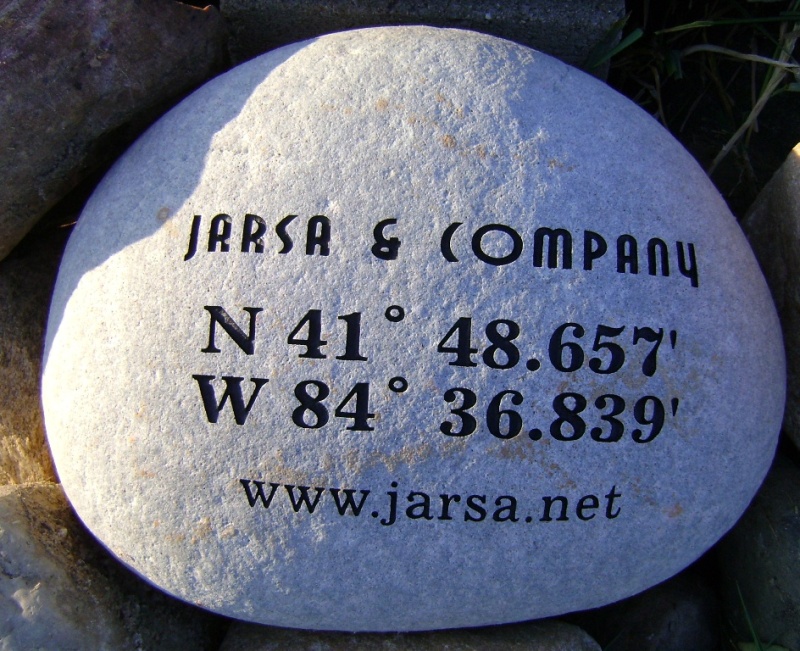 JARSA & COMPANY
N 41° 48.657'
W 84° 36.839'
www.jarsa.net